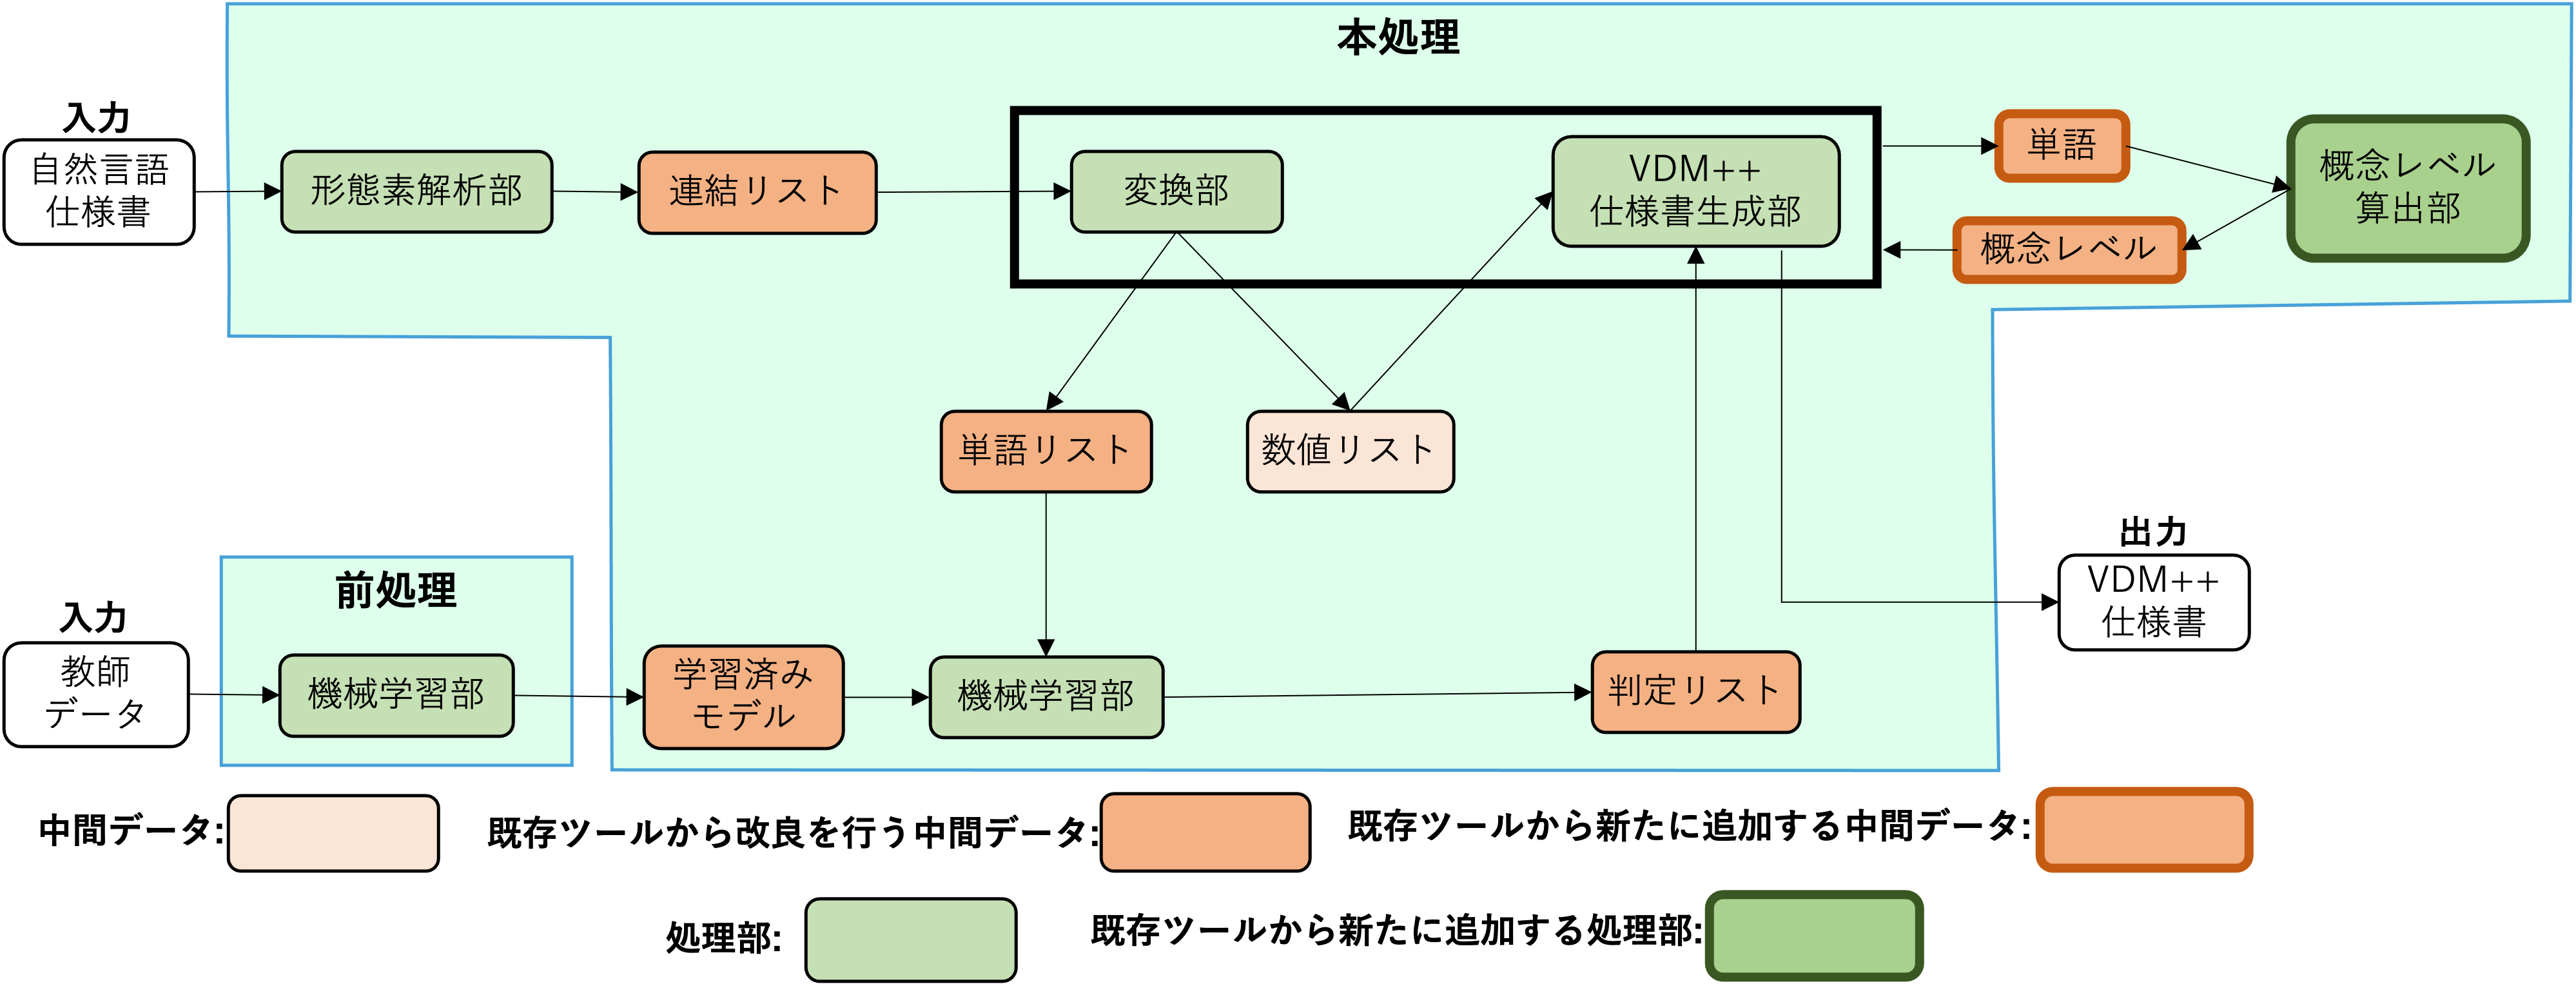 本処理
入力
自然言語
仕様書
形態素解析部
連結リスト
変換部
VDM++
仕様書生成部
単語
概念レベル
概念レベル
算出部
単語リスト
数値リスト
出力
VDM++
仕様書
前処理
入力
教師
データ
機械学習部
学習済み
モデル
機械学習部
判定リスト
中間データ:
既存ツールから改良を行う中間データ:
既存ツールから新たに追加する中間データ:
処理部:
既存ツールから新たに追加する処理部: